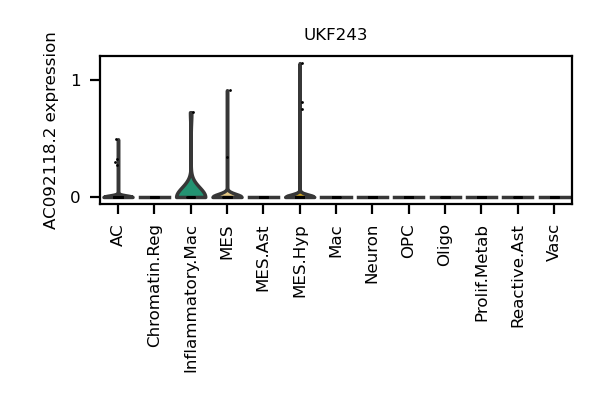 UKF243
AC092118.2 expression
1
0
AC
Chromatin.Reg
Inflammatory.Mac
MES
MES.Ast
MES.Hyp
Mac
Neuron
OPC
Oligo
Prolif.Metab
Reactive.Ast
Vasc